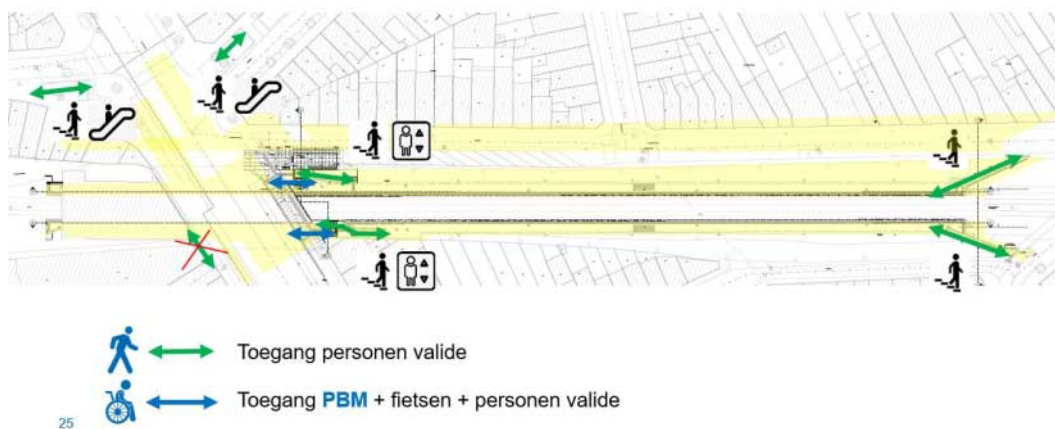 Toegang personen valide
Toegang PBM + fietsen + personen valide
25